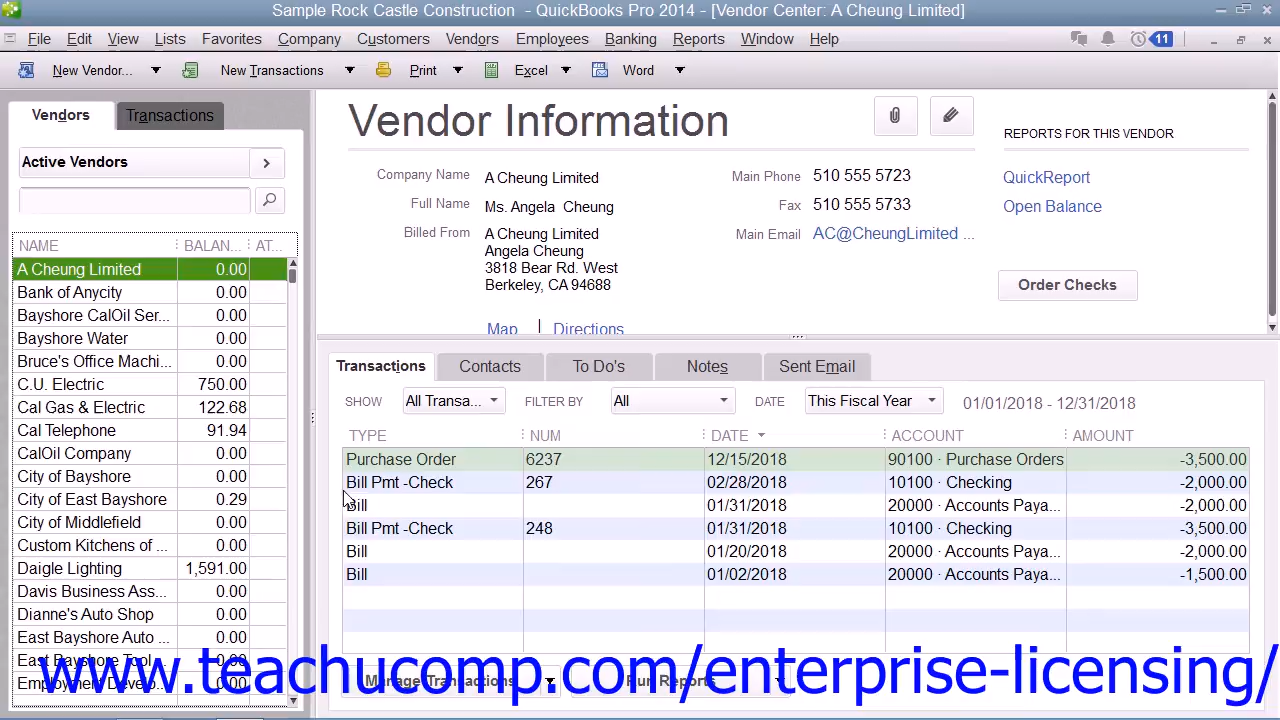 Sample Rock Castle Construction - QuickBooks Pro 2014 - [Vendor Center: A Cheung Limited]
File Edit View Lists Favorites Company Customers Vendors Employees Banking Reports Window Help 11
New Vendor... New Transactions Print Excel Word
Vendors Transactions
Active Vendors
NAME BALAN... AT...
A Cheung Limited 0.00
Bank of Anycity 0.00
Bayshore CalOil Ser... 0.00
Bayshore Water 0.00
Bruce's Office Machi... 0.00
C.U. Electric 750.00
Cal Gas & Electric 122.68
Cal Telephone 91.94
CalOil Company 0.00
City of Bayshore 0.00
City of East Bayshore 0.29
City of Middlefield 0.00
Custom Kitchens of ... 0.00
Daigle Lighting 1,591.00
Davis Business Ass... 0.00
Dianne's Auto Shop 0.00
East Bayshore Auto ... 0.00
East Bayshore Tool ... 0.00
Employment Develo... 0.00
Vendor Information
Company Name A Cheung Limited
Full Name Ms. Angela Cheung
Billed From A Cheung Limited
Angela Cheung
3818 Bear Rd. West
Berkeley, CA 94688
Map Directions
Main Phone 510 555 5723
Fax 510 555 5733
Main Email AC@CheungLimited ...
REPORTS FOR THIS VENDOR
QuickReport
Open Balance
Order Checks
Transactions Contacts To Do's Notes Sent Email
SHOW All Transa... FILTER BY All DATE This Fiscal Year 01/01/2018 - 12/31/2018
TYPE NUM DATE ACCOUNT AMOUNT
Purchase Order 6237 12/15/2018 90100 · Purchase Orders -3,500.00
Bill Pmt -Check 267 02/28/2018 10100 · Checking -2,000.00
Bill 01/31/2018 20000 · Accounts Paya... -2,000.00
Bill Pmt -Check 248 01/31/2018 10100 · Checking -3,500.00
Bill 01/20/2018 20000 · Accounts Paya... -2,000.00
Bill 01/02/2018 20000 · Accounts Paya... -1,500.00
Manage Transactions Run Reports
www.teachucomp.com/enterprise-licensing/